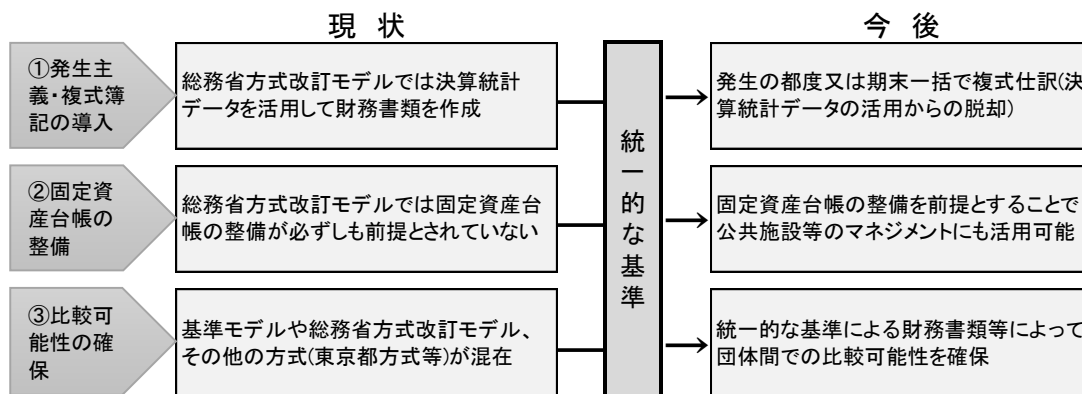 現 状
今 後
①発生主
義・複式簿
記の導入
総務省方式改訂モデルでは決算統計
データを活用して財務書類を作成
発生の都度又は期末一括で複式仕訳(決
算統計データの活用からの脱却)
統一的な基準
②固定資
産台帳の
整備
総務省方式改訂モデルでは固定資産台
帳の整備が必ずしも前提とされていない
固定資産台帳の整備を前提とすることで
公共施設等のマネジメントにも活用可能
③比較可
能性の確
保
基準モデルや総務省方式改訂モデル、
その他の方式(東京都方式等)が混在
統一的な基準による財務書類等によって
団体間での比較可能性を確保